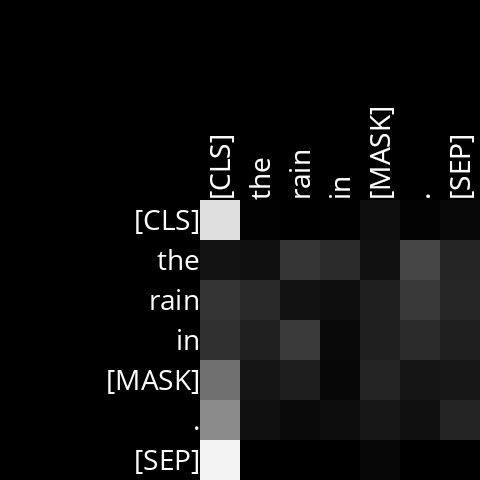 [CLS] the rain in [MASK] . [SEP]
[CLS]
the
rain
in
[MASK]
.
[SEP]